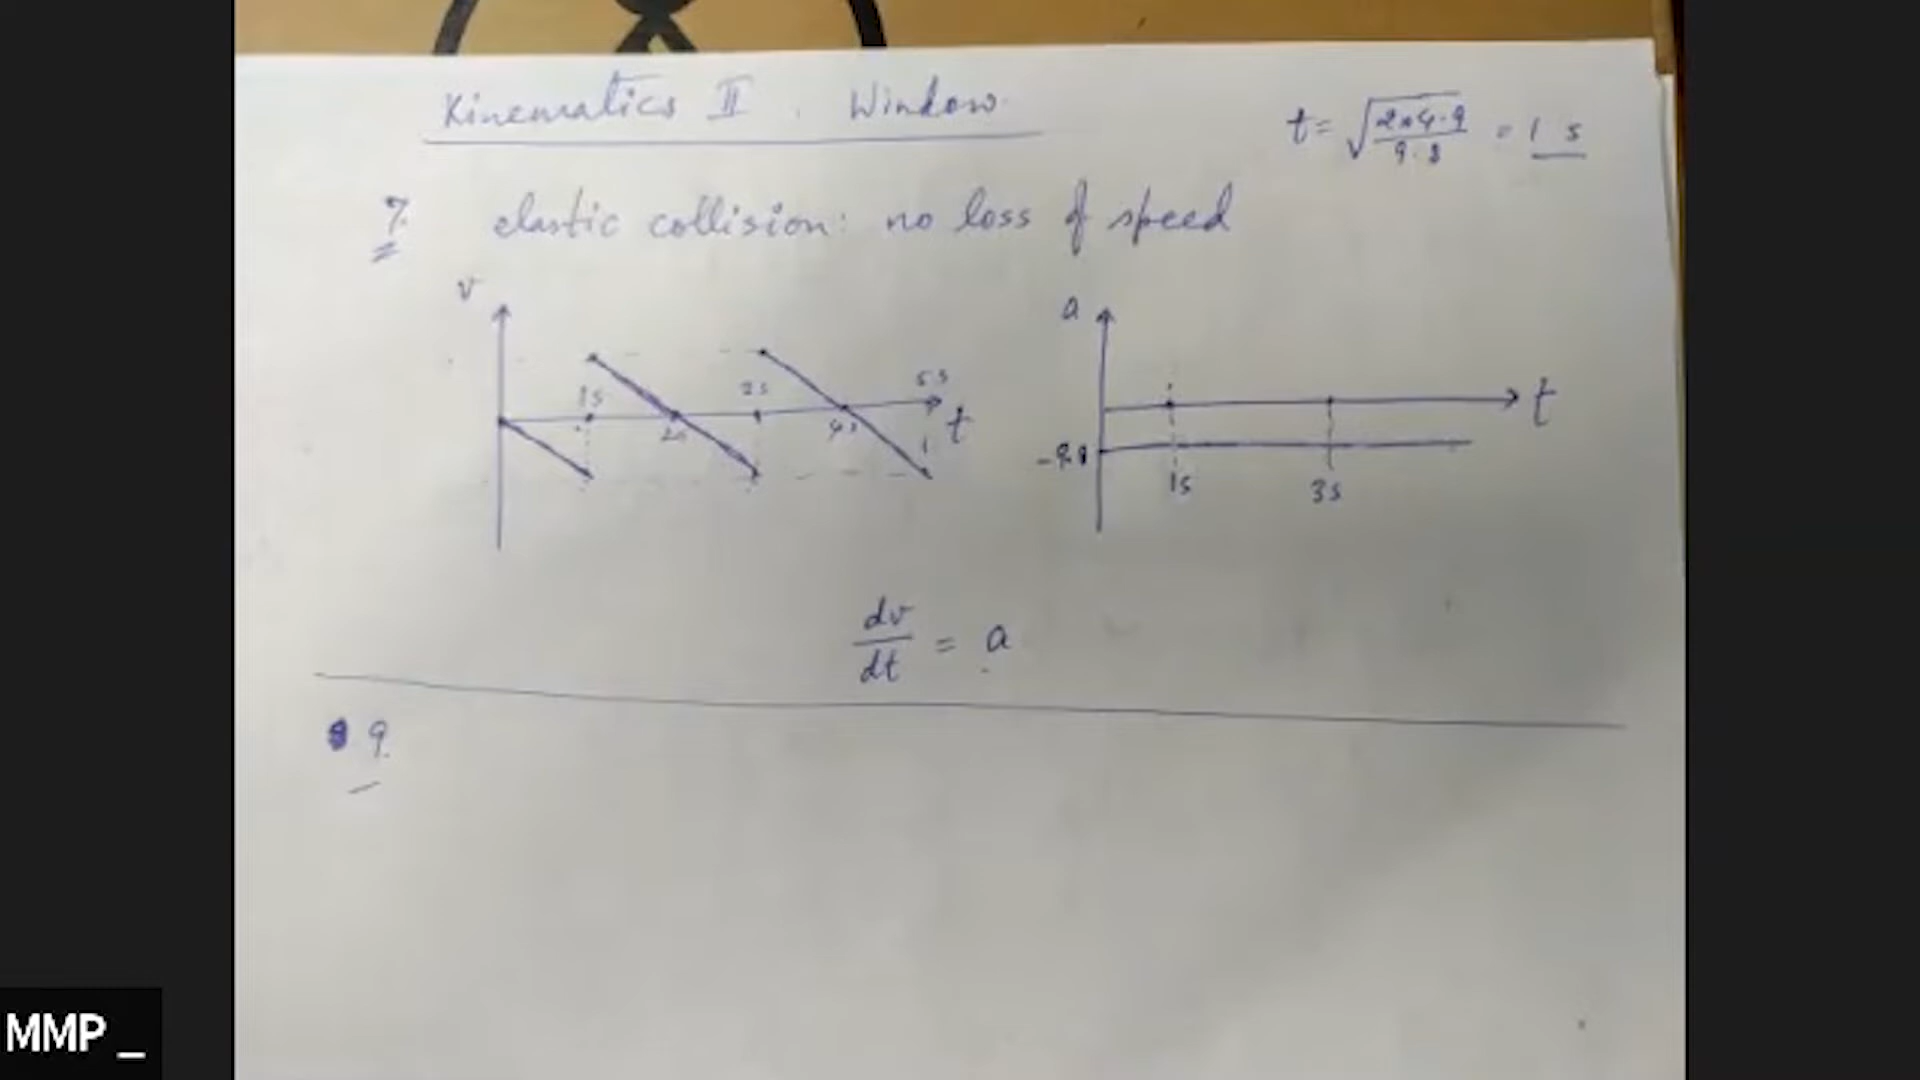 Kinematics II . Window
t = √(2×4.9/9.8) = 1 s
7. elastic collision: no loss of speed
v
1s 2s 2s 4s 5s t
a
-9.8
1s 3s t
dv/dt = a
9.
MMP _